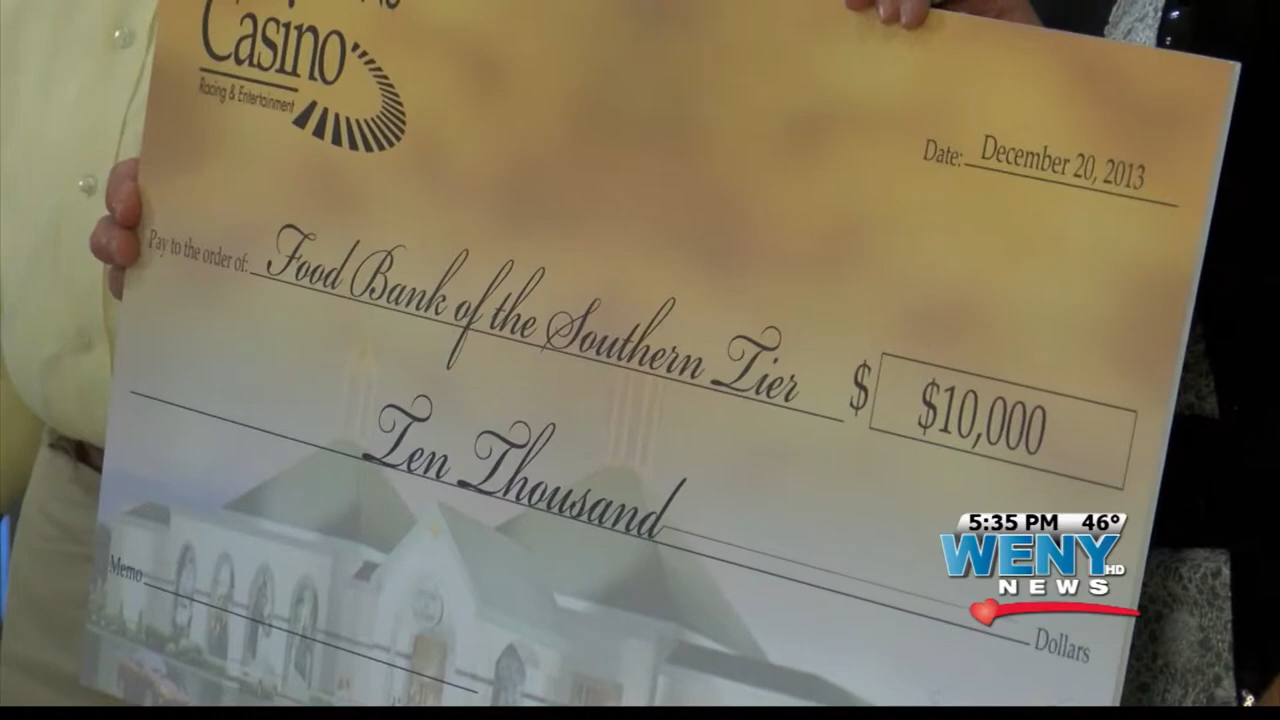 Casino
Racing & Entertainment
Date: December 20, 2013
Pay to the order of: Food Bank of the Southern Tier $ $10,000
Ten Thousand Dollars
Memo
5:35 PM 46°
WENY HD
NEWS